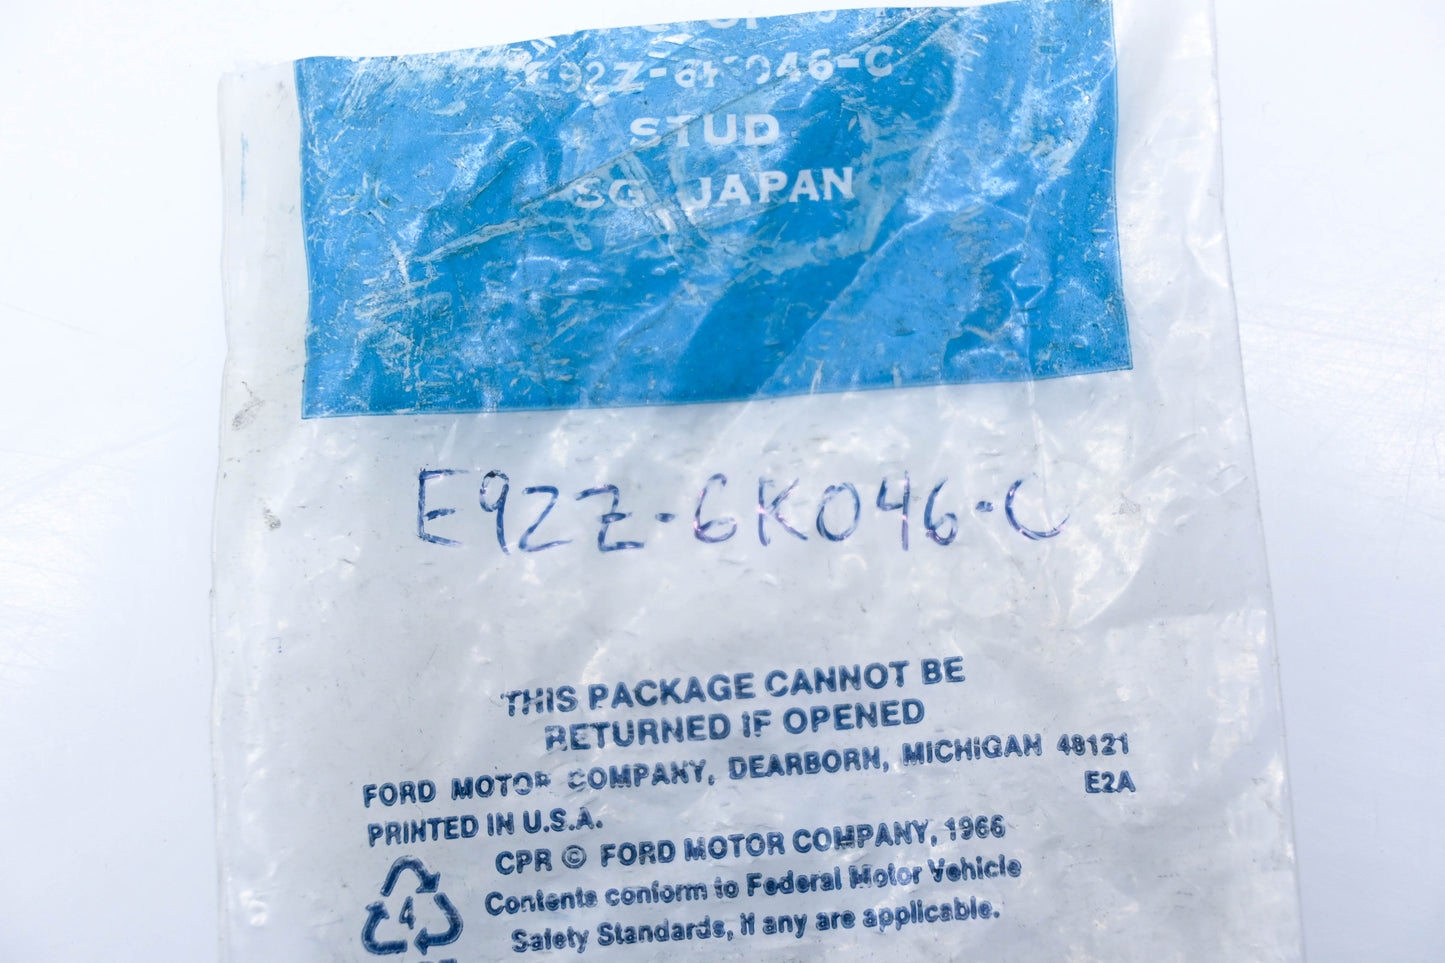 E92Z-6K046-C
STUD
SG JAPAN
E92Z-6K046-C
THIS PACKAGE CANNOT BE
RETURNED IF OPENED
FORD MOTOR COMPANY, DEARBORN, MICHIGAN 48121
E2A
PRINTED IN U.S.A.
CPR © FORD MOTOR COMPANY, 1966
Contents conform to Federal Motor Vehicle
Safety Standards, if any are applicable.
4